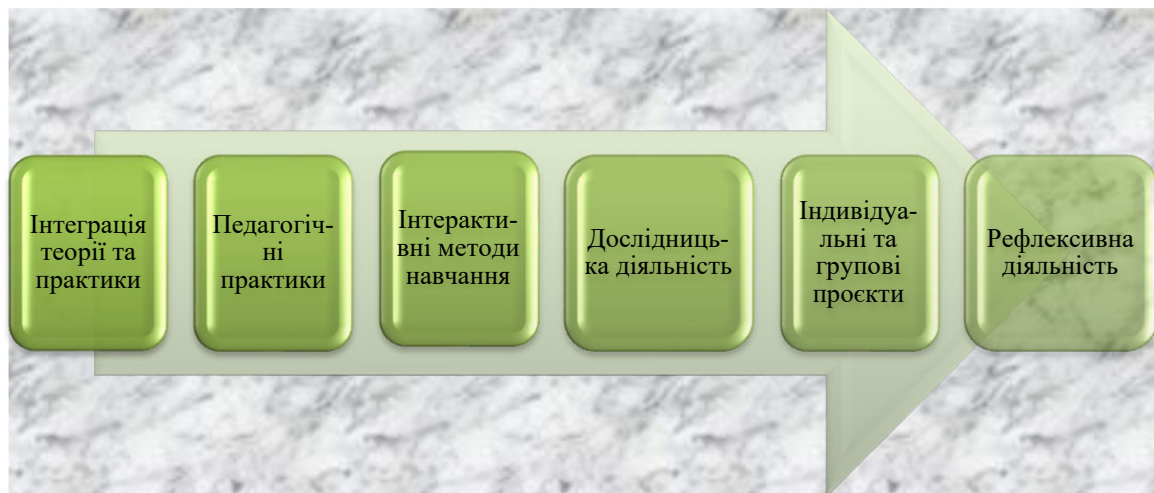 Інтеграція
теорії та
практики
Педагогіч-
ні
практики
Інтеракти-
вні методи
навчання
Дослідниць-
ка діяльність
Індивідуа-
льні та
групові
проєкти
Рефлексивна
діяльність